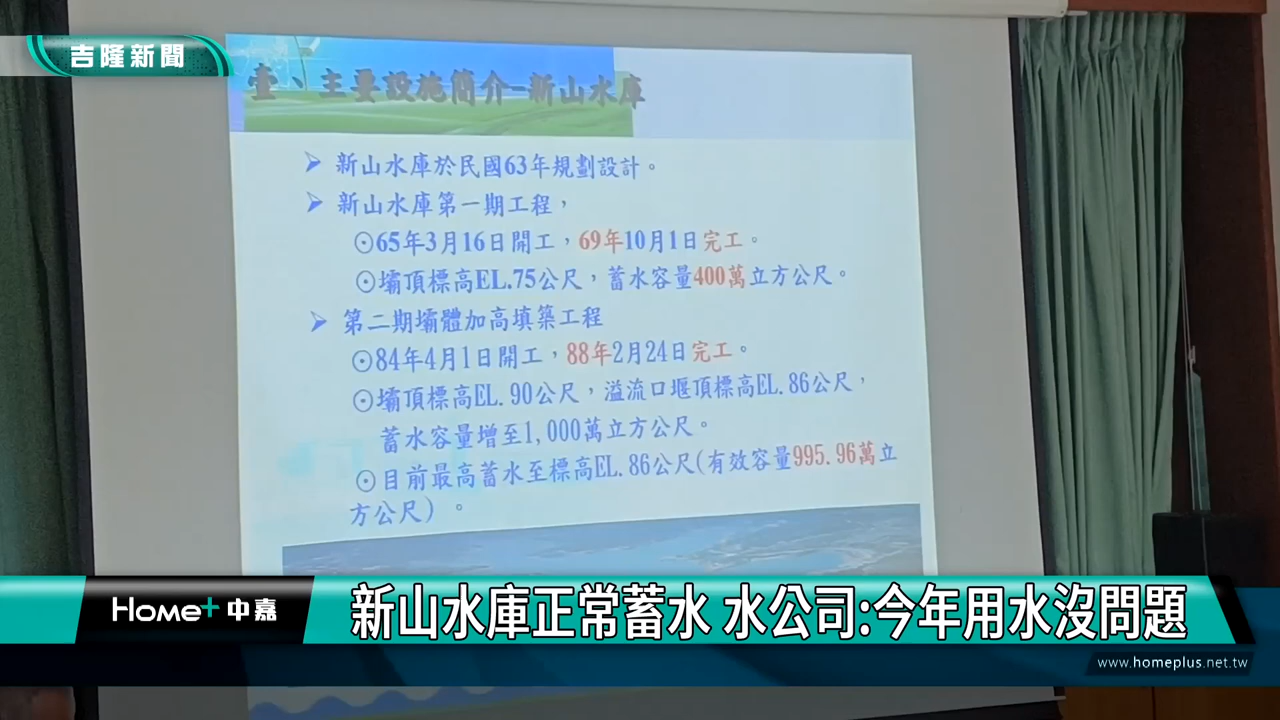 吉隆新聞
壹、主要設施簡介-新山水庫
新山水庫於民國63年規劃設計。
新山水庫第一期工程，
⊙65年3月16日開工，69年10月1日完工。
⊙壩頂標高EL.75公尺，蓄水容量400萬立方公尺。
第二期壩體加高填築工程
⊙84年4月1日開工，88年2月24日完工。
⊙壩頂標高EL.90公尺，溢流口堰頂標高EL.86公尺，
蓄水容量增至1,000萬立方公尺。
⊙目前最高蓄水至標高EL.86公尺(有效容量995.96萬立
方公尺)。
Home+中嘉
新山水庫正常蓄水 水公司:今年用水沒問題
www.homeplus.net.tw